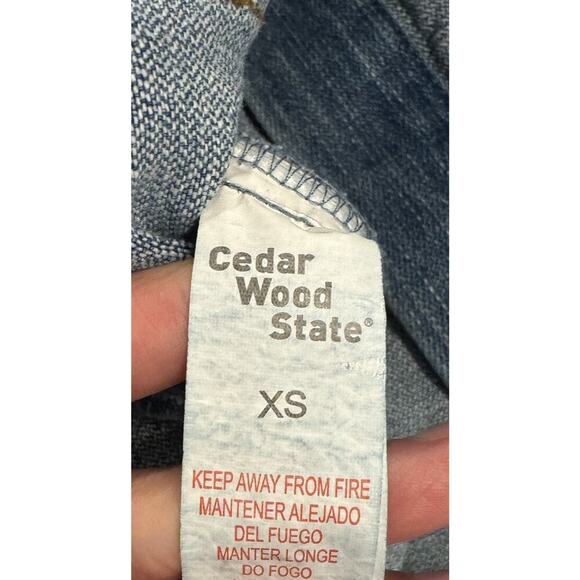 Cedar
Wood
State®
XS
KEEP AWAY FROM FIRE
MANTENER ALEJADO
DEL FUEGO
MANTER LONGE
DO FOGO